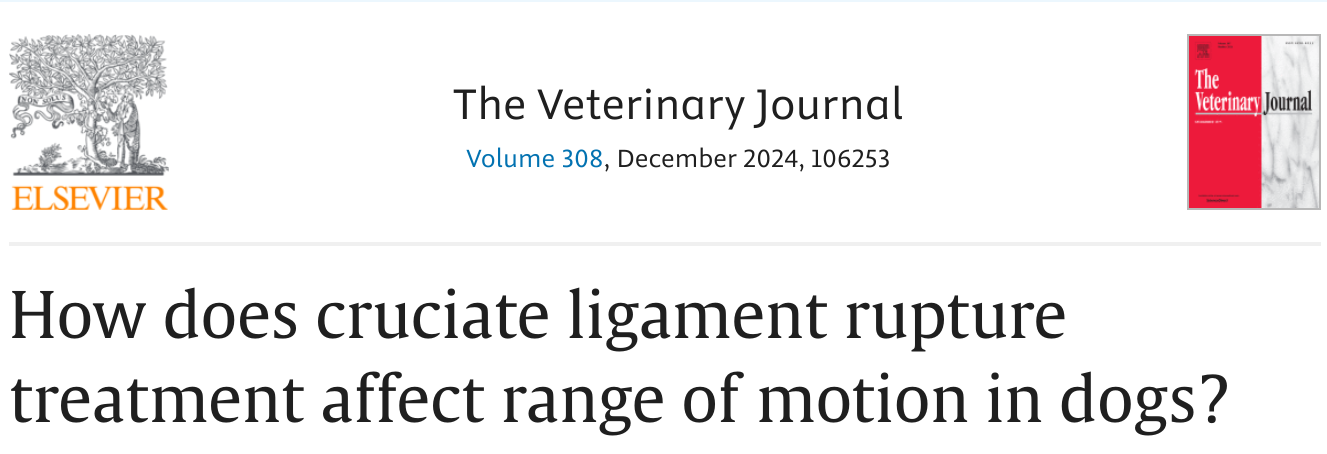 ELSEVIER
The Veterinary Journal
Volume 308, December 2024, 106253
The
Veterinary Journal
How does cruciate ligament rupture
treatment affect range of motion in dogs?